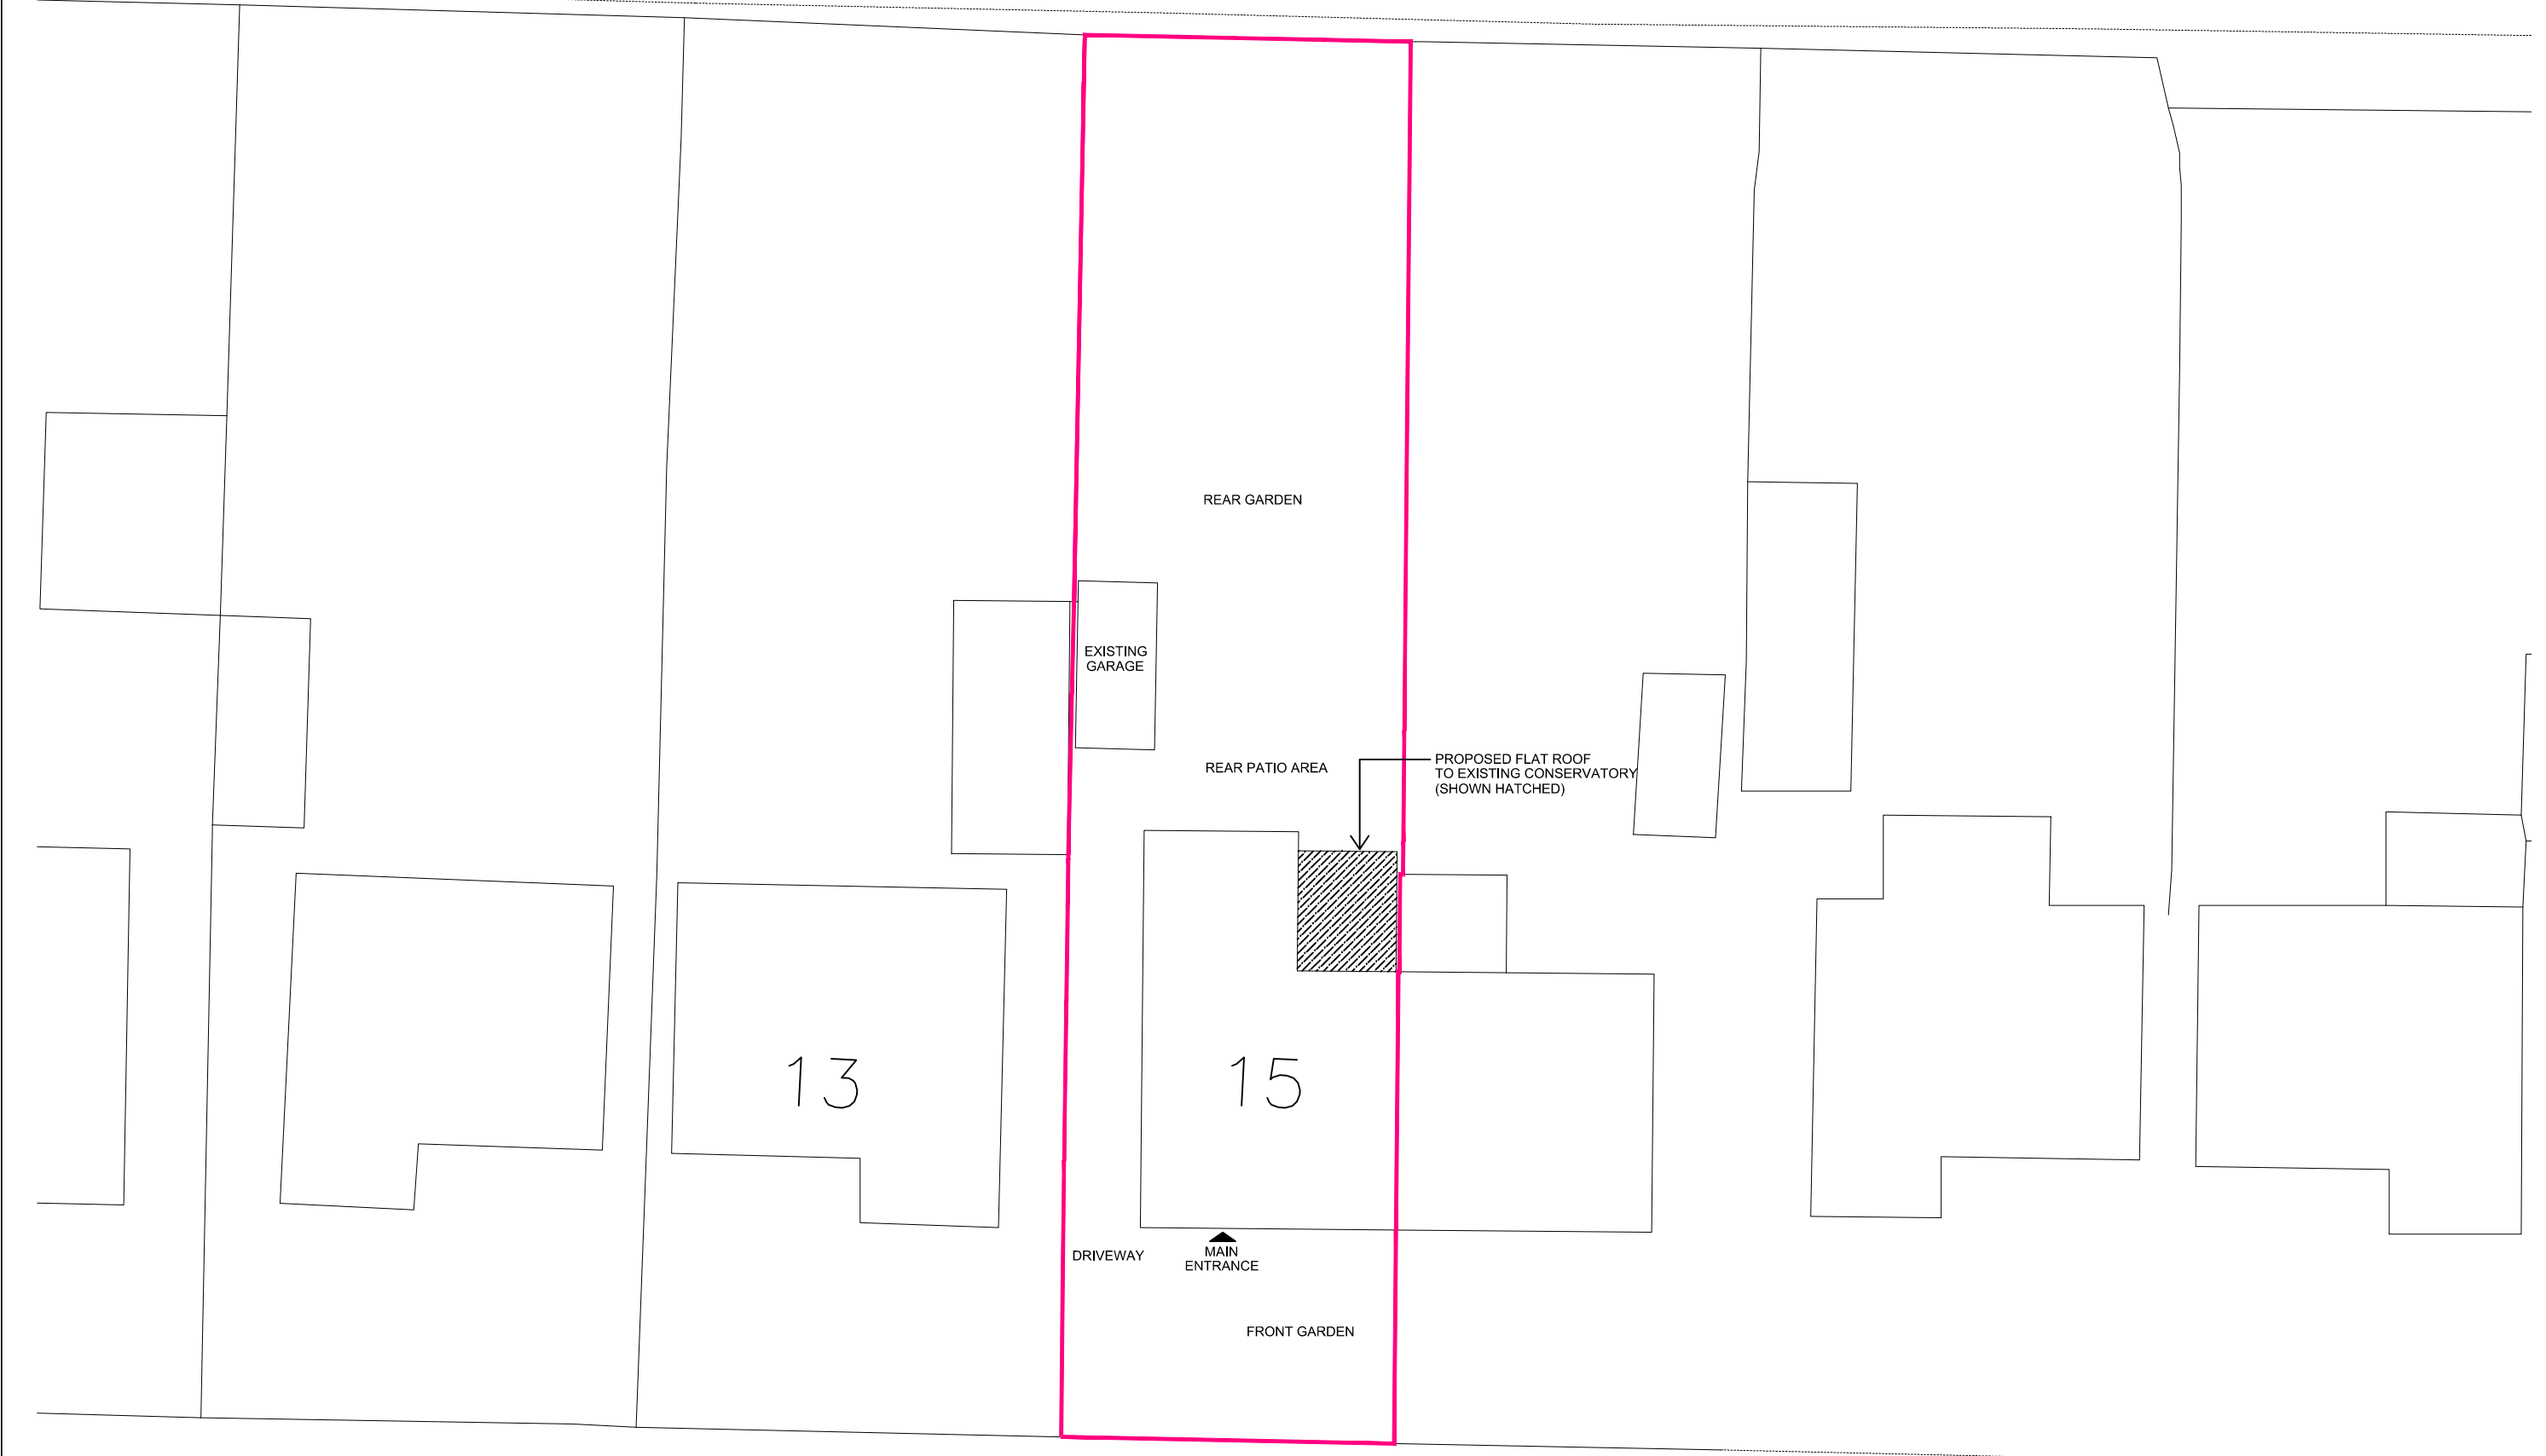 REAR GARDEN
EXISTING
GARAGE
REAR PATIO AREA
PROPOSED FLAT ROOF
TO EXISTING CONSERVATORY
(SHOWN HATCHED)
13
15
DRIVEWAY
MAIN
ENTRANCE
FRONT GARDEN